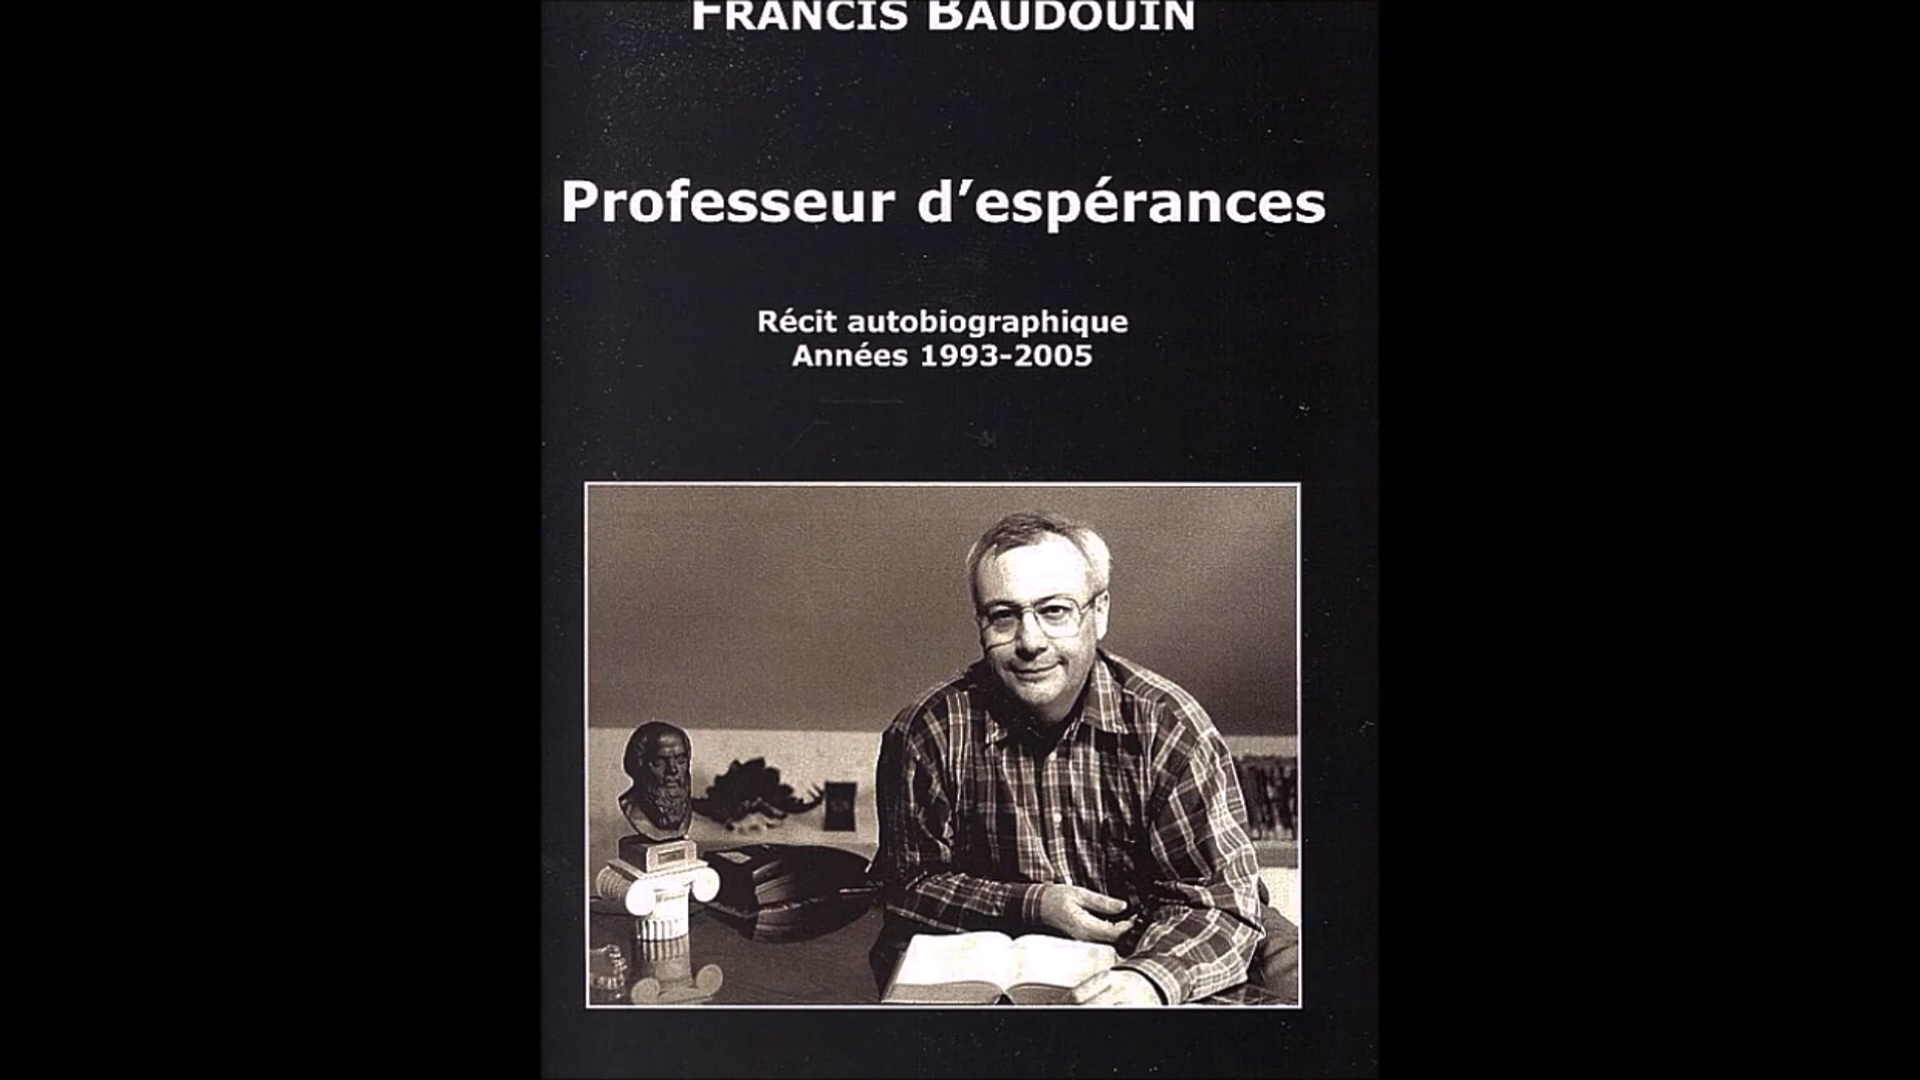 FRANCIS BAUDOUIN
Professeur d’espérances
Récit autobiographique
Années 1993-2005